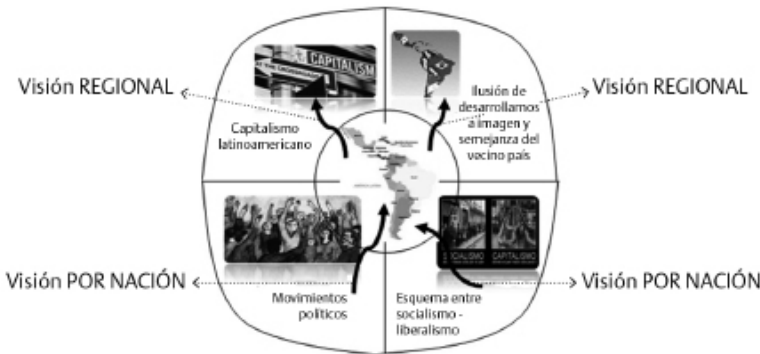 Visión REGIONAL
Visión REGIONAL
CAPITALISM
Capitalismo
latinoamericano
Ilusión de
desarrollarnos
a imagen y
semejanza del
vecino país
Visión POR NACIÓN
Visión POR NACIÓN
SOCIALISMO
CAPITALISMO
Movimientos
políticos
Esquema entre
socialismo -
liberalismo